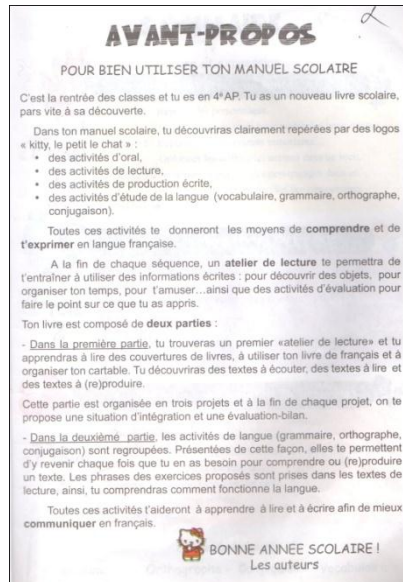 AVANT-PROPOS
POUR BIEN UTILISER TON MANUEL SCOLAIRE
C'est la rentrée des classes et tu es en 4e AP. Tu as un nouveau livre scolaire,
pars vite à sa découverte.
Dans ton manuel scolaire, tu découvriras clairement repérées par des logos
« kitty, le petit le chat » :
• des activités d'oral,
• des activités de lecture,
• des activités de production écrite,
• des activités d'étude de la langue (vocabulaire, grammaire, orthographe,
conjugaison).
Toutes ces activités te donneront les moyens de comprendre et de
t'exprimer en langue française.
A la fin de chaque séquence, un atelier de lecture te permettra de
t'entraîner à utiliser des informations écrites : pour découvrir des objets, pour
organiser ton temps, pour t'amuser…ainsi que des activités d'évaluation pour
faire le point sur ce que tu as appris.
Ton livre est composé de deux parties :
- Dans la première partie, tu trouveras un premier «atelier de lecture» et tu
apprendras à lire des couvertures de livres, à utiliser ton livre de français et à
organiser ton cartable. Tu découvriras des textes à écouter, des textes à lire et
des textes à (re)produire.
Cette partie est organisée en trois projets et à la fin de chaque projet, on te
propose une situation d'intégration et une évaluation-bilan.
- Dans la deuxième partie, les activités de langue (grammaire, orthographe,
conjugaison) sont regroupées. Présentées de cette façon, elles te permettent
d'y revenir chaque fois que tu en as besoin pour comprendre ou (re)produire
un texte. Les phrases des exercices proposés sont prises dans les textes de
lecture, ainsi, tu comprendras comment fonctionne la langue.
Toutes ces activités t'aideront à apprendre à lire et à écrire afin de mieux
communiquer en français.
BONNE ANNEE SCOLAIRE !
Les auteurs